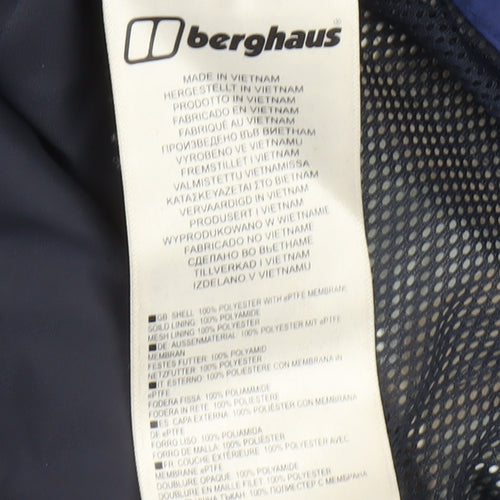 berghaus
MADE IN VIETNAM
HERGESTELLT IN VIETNAM
PRODOTTO IN VIETNAM
FABRICADO EN VIETNAM
FABRIQUÉ AU VIETNAM
ПРОИЗВЕДЕНО ВЪВ ВИЕТНАМ
VYROBENO VE VIETNAMU
FREMSTILLET I VIETNAM
VALMISTETTU VIETNAMISSA
ΚΑΤΑΣΚΕΥΑΖΕΤΑΙ ΣΤΟ ΒΙΕΤΝΑΜ
VERVAARDIGD IN VIETNAM
PRODUSERT I VIETNAM
WYPRODUKOWANO W WIETNAMIE
FABRICADO NO VIETNAME
СДЕЛАНО ВО ВЬЕТНАМЕ
TILLVERKAD I VIETNAM
IZDELANO V VIETNAMU
GB: SHELL: 100% POLYESTER WITH ePTFE MEMBRANE
SOILD LINING: 100% POLYAMIDE
MESH LINING: 100% POLYESTER
DE: AUSSENMATERIAL: 100% POLYESTER MIT ePTFE
MEMBRAN
FESTES FUTTER: 100% POLYAMID
NETZFUTTER: 100% POLYESTER
IT: ESTERNO: 100% POLIESTERE CON MEMBRANA IN
ePTFE
FODERA FISSA: 100% POLIAMMIDE
FODERA IN RETE: 100% POLIESTERE
ES: CAPA EXTERNA: 100% POLIÉSTER CON MEMBRANA
DE ePTFE
FORRO LISO: 100% POLIAMIDA
FORRO DE MALLA: 100% POLIÉSTER
FR: COUCHE EXTÉRIEURE: 100% POLYESTER AVEC
MEMBRANE ePTFE
DOUBLURE OPAQUE: 100% POLYAMIDE
DOUBLURE EN MAILLE FILET: 100% POLYESTER
100% ПОЛИЕСТЕР С МЕМБРАНА